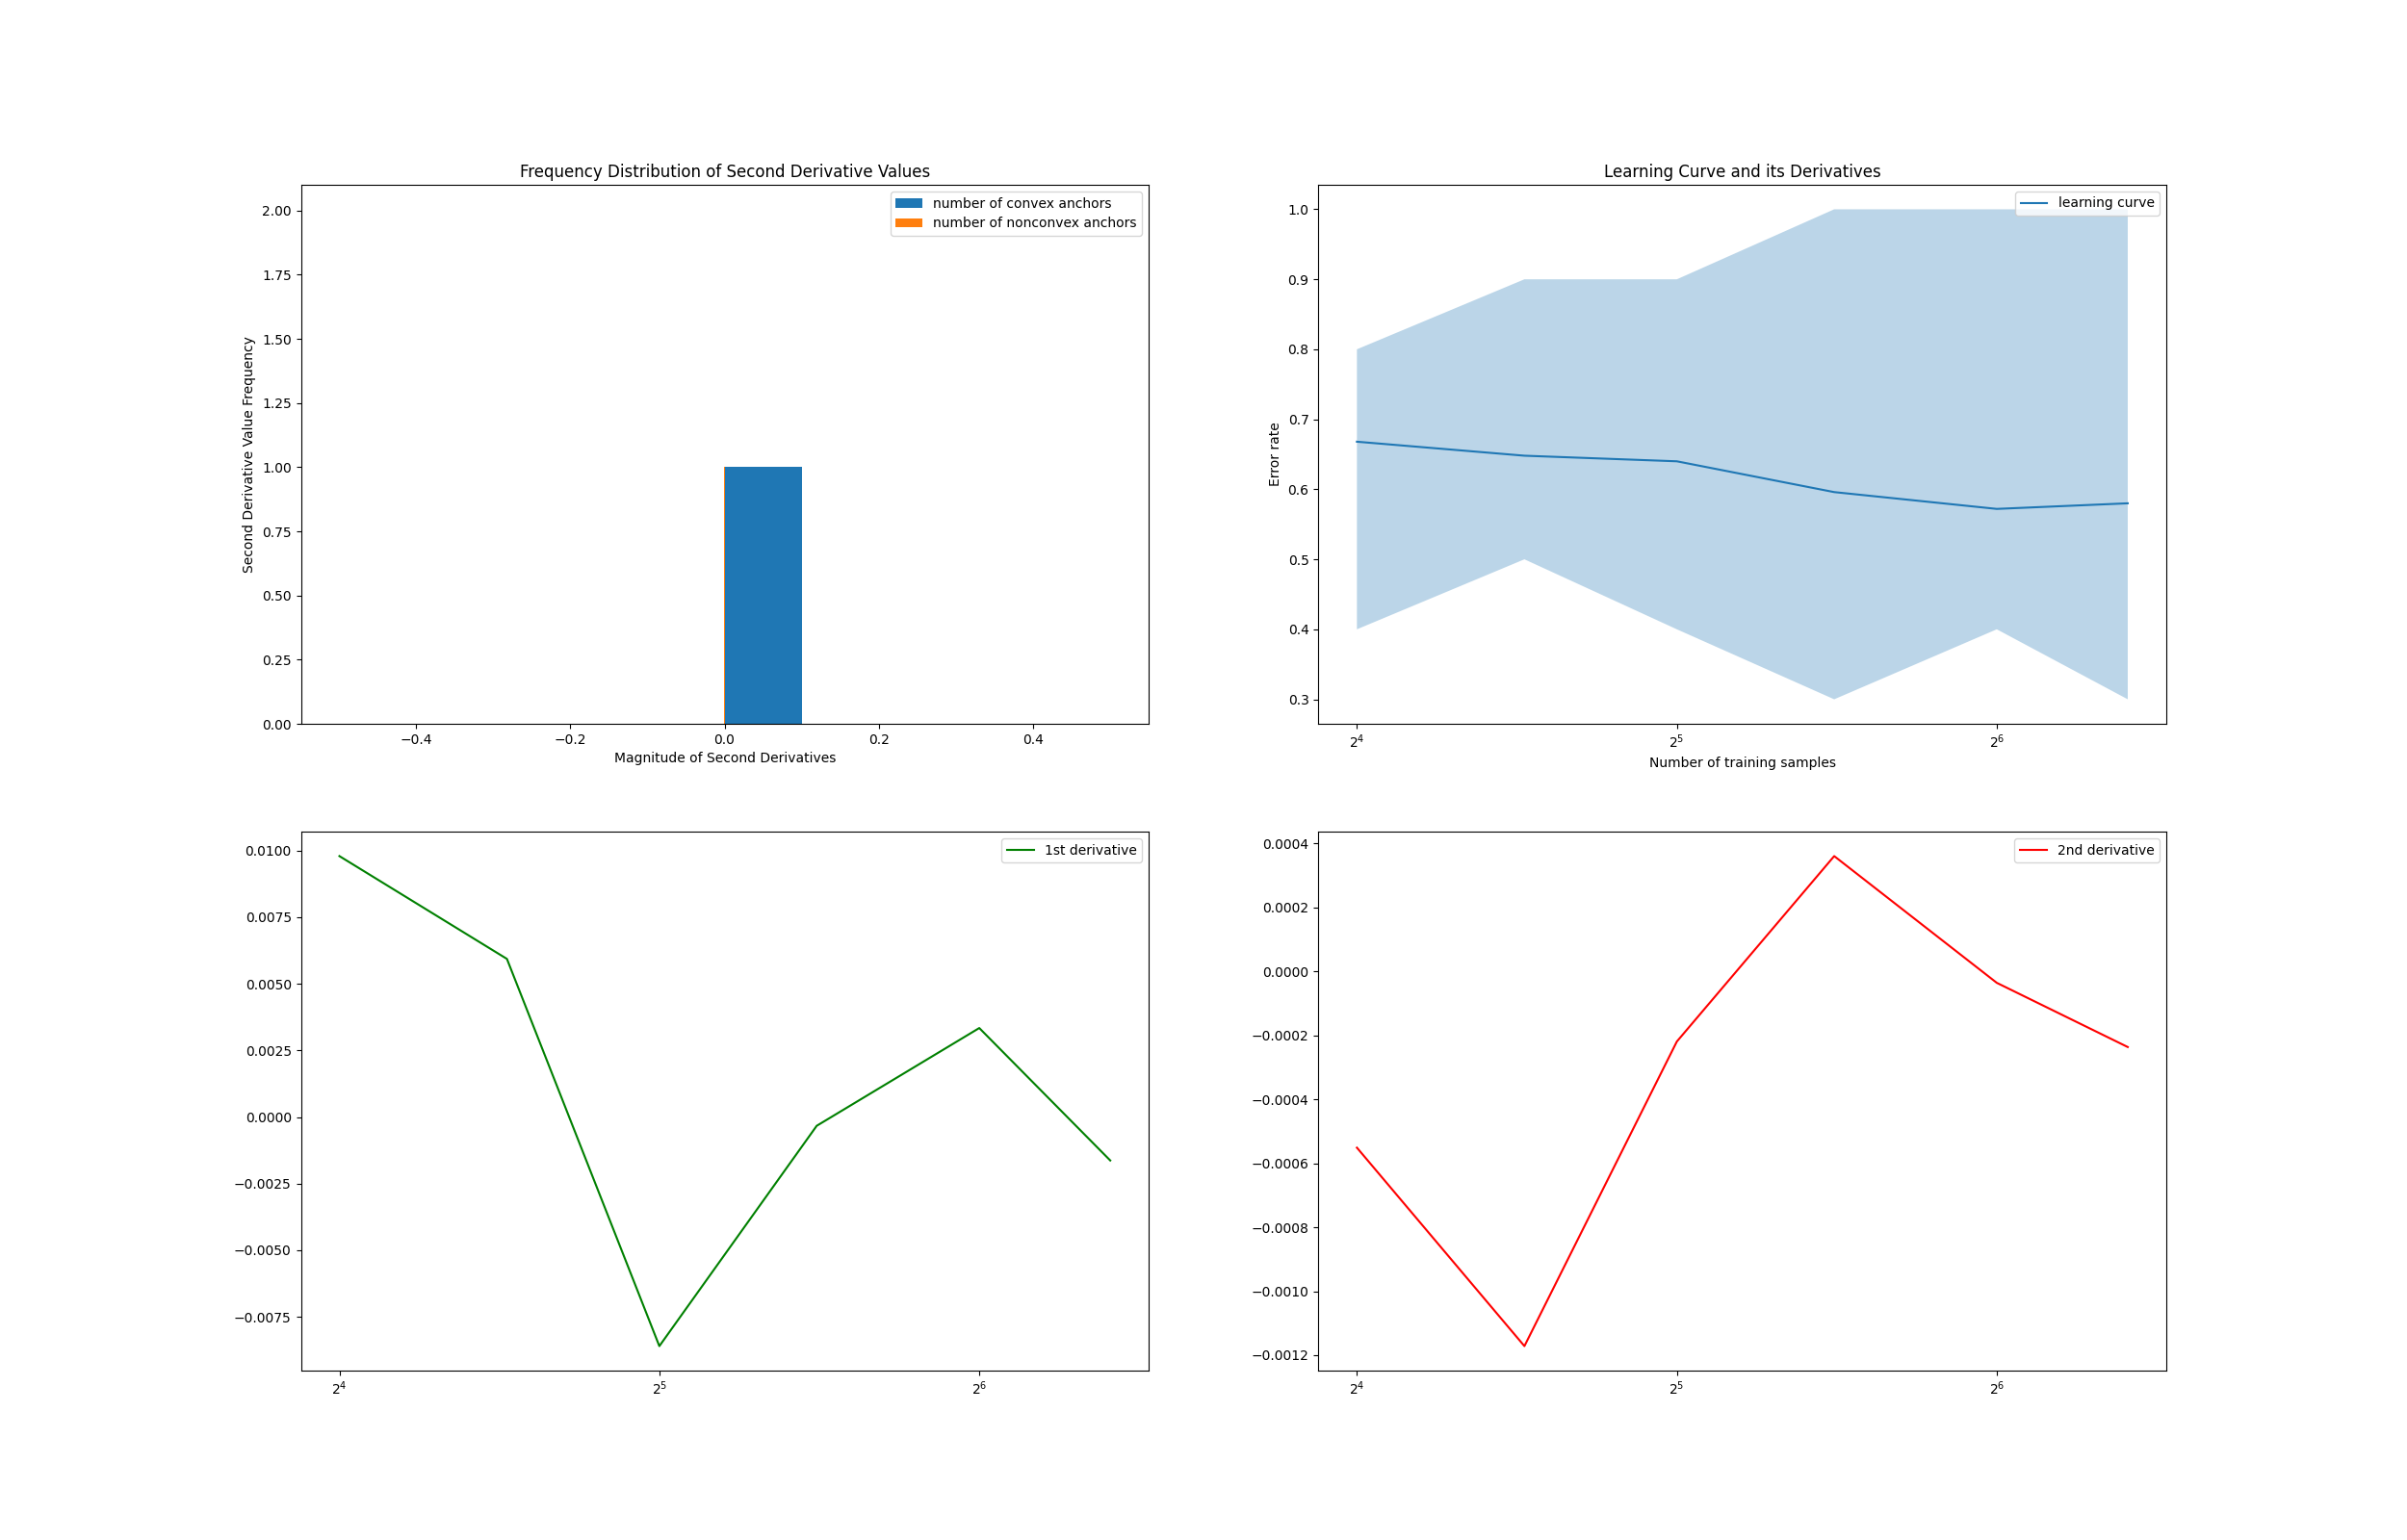 Frequency Distribution of Second Derivative Values
number of convex anchors
number of nonconvex anchors
Second Derivative Value Frequency
2.00
1.75
1.50
1.25
1.00
0.75
0.50
0.25
0.00
−0.4 −0.2 0.0 0.2 0.4
Magnitude of Second Derivatives
Learning Curve and its Derivatives
learning curve
Error rate
1.0
0.9
0.8
0.7
0.6
0.5
0.4
0.3
2⁴ 2⁵ 2⁶
Number of training samples
1st derivative
0.0100
0.0075
0.0050
0.0025
0.0000
−0.0025
−0.0050
−0.0075
2⁴ 2⁵ 2⁶
2nd derivative
0.0004
0.0002
0.0000
−0.0002
−0.0004
−0.0006
−0.0008
−0.0010
−0.0012
2⁴ 2⁵ 2⁶